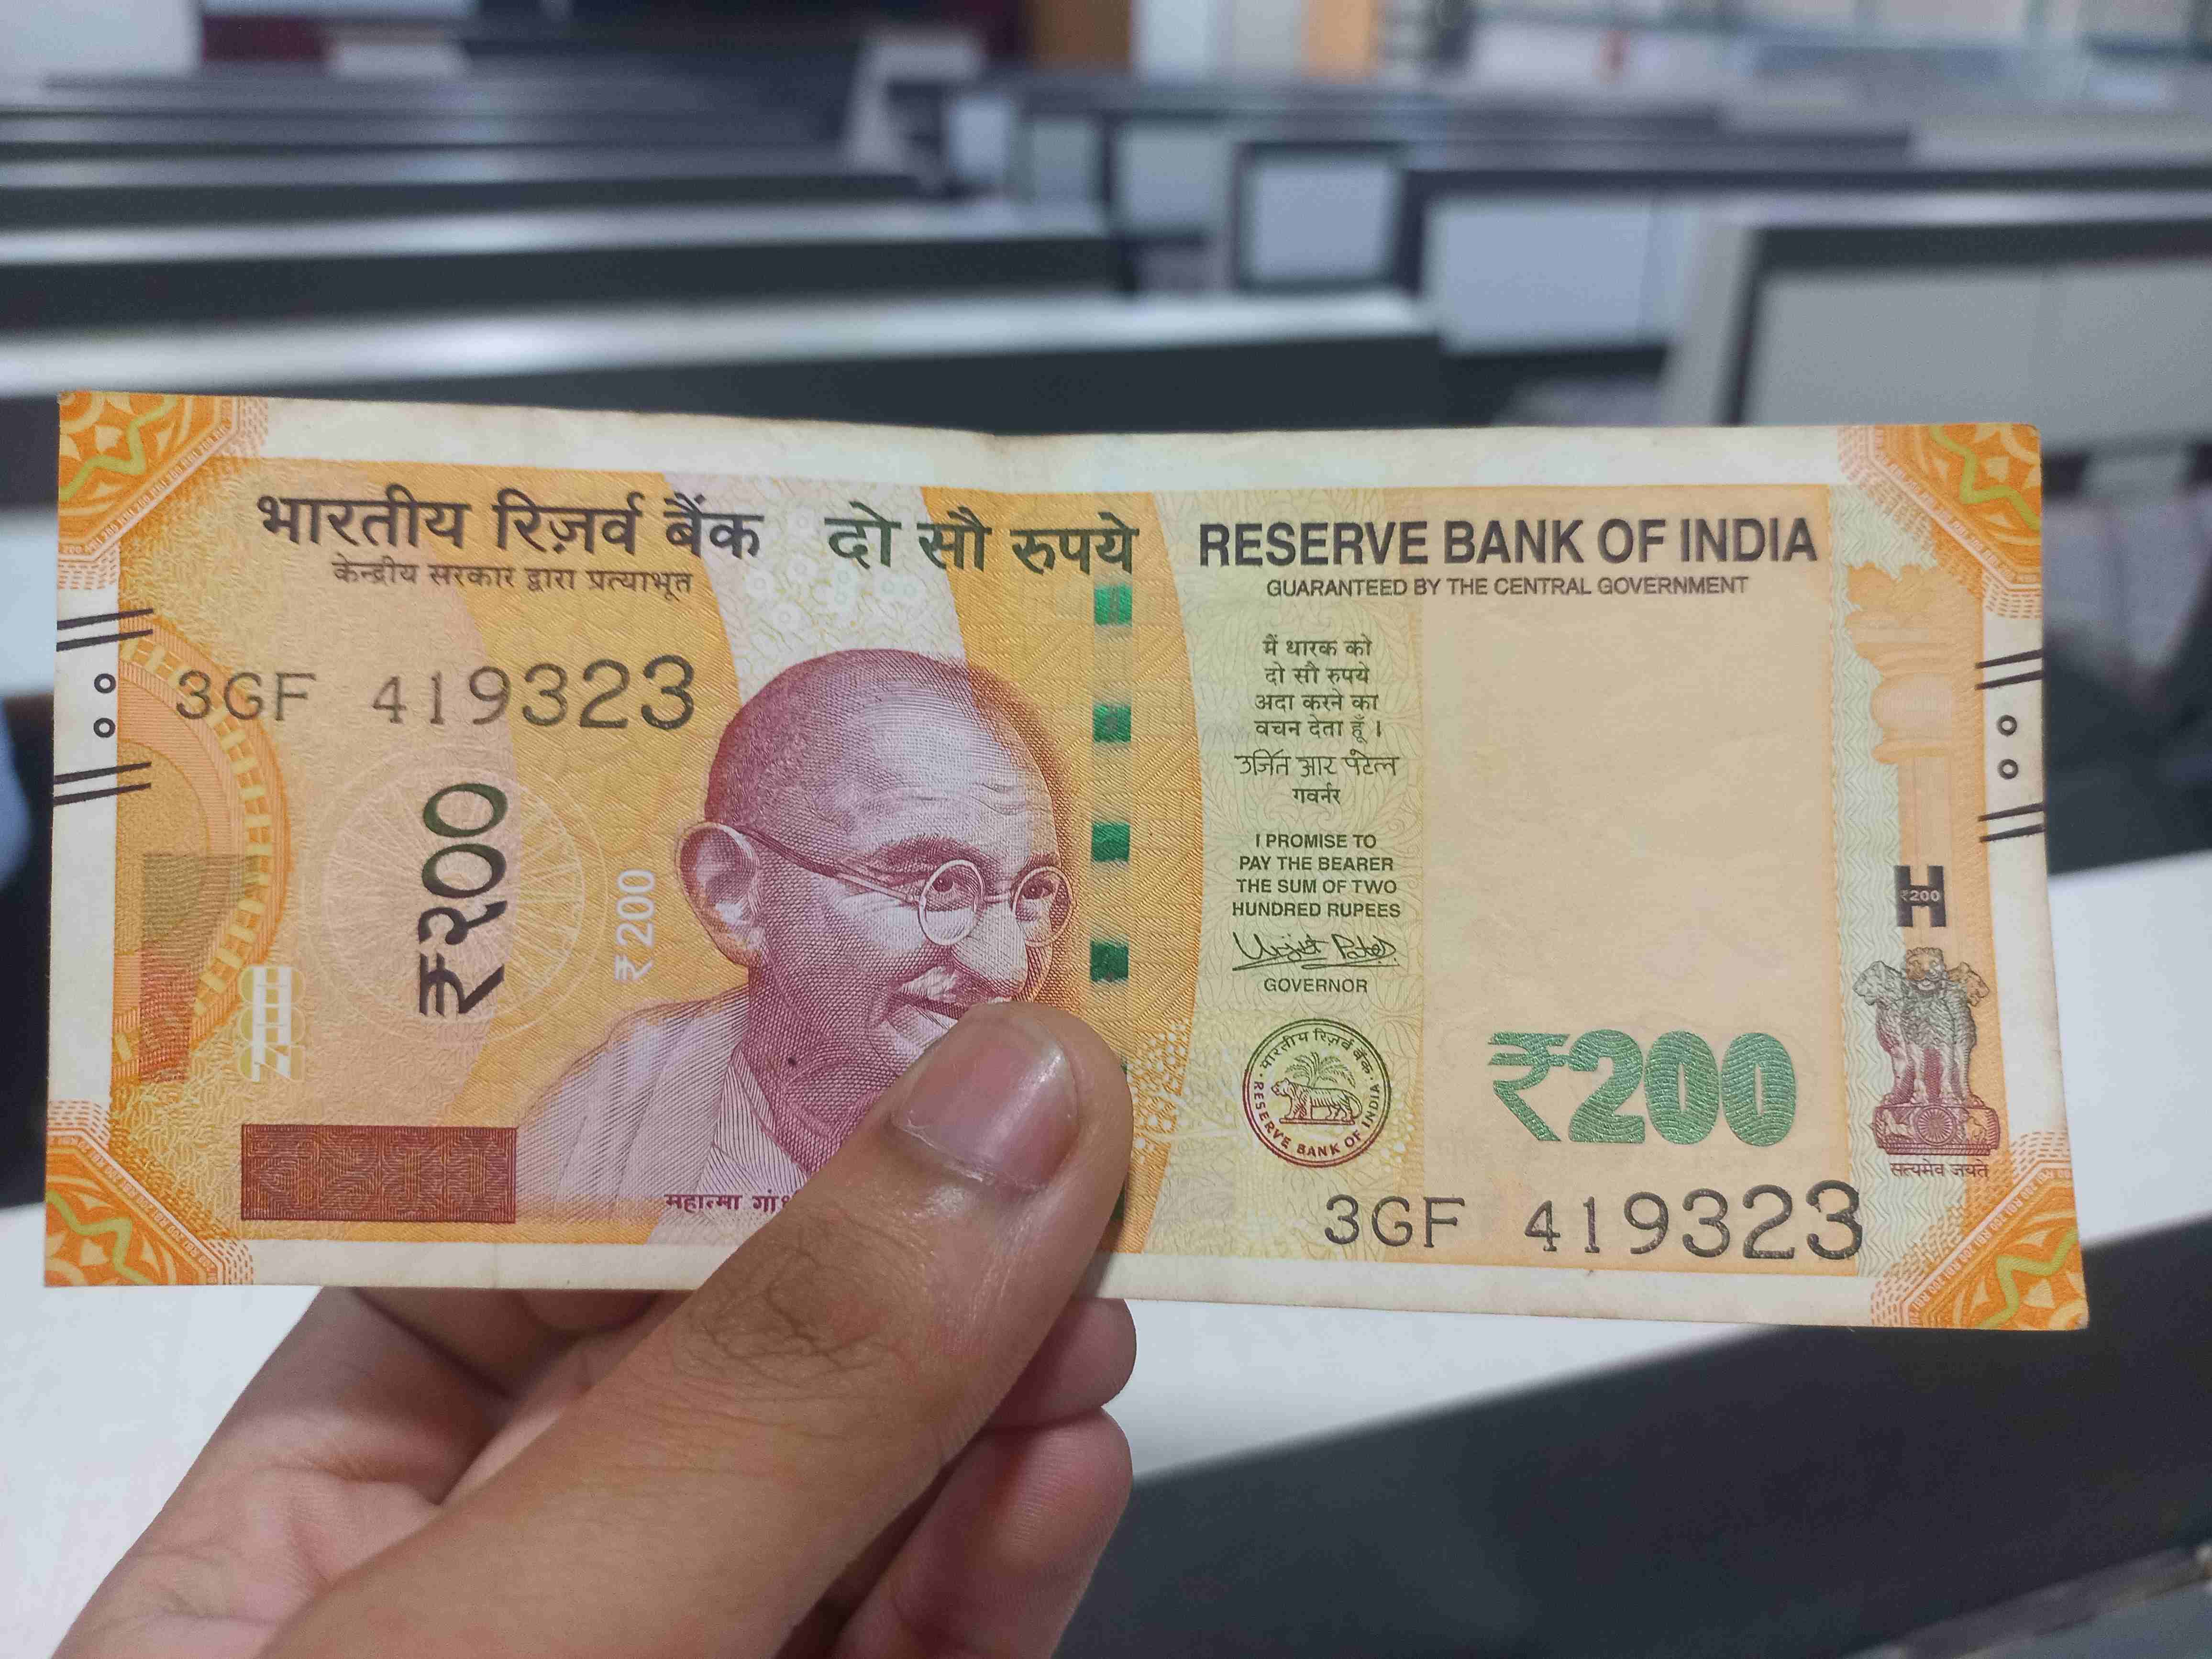 भारतीय रिज़र्व बैंक
केन्द्रीय सरकार द्वारा प्रत्याभूत
दो सौ रुपये
RESERVE BANK OF INDIA
GUARANTEED BY THE CENTRAL GOVERNMENT
3GF 419323
₹२००
₹200
महात्मा
मैं धारक को
दो सौ रुपये
अदा करने का
वचन देता हूँ ।
उर्जित आर पटेल
गवर्नर
I PROMISE TO
PAY THE BEARER
THE SUM OF TWO
HUNDRED RUPEES
Urjit Patel
GOVERNOR
भारतीय रिज़र्व बैंक
RESERVE BANK OF INDIA
₹200
₹200
सत्यमेव जयते
3GF 419323